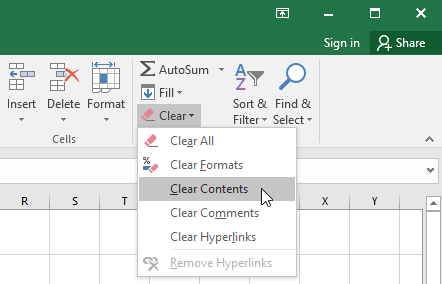 Sign in
Share
AutoSum
Fill
Clear
Insert
Delete
Format
Sort &
Filter
Find &
Select
Cells
Clear All
Clear Formats
Clear Contents
Clear Comments
Clear Hyperlinks
Remove Hyperlinks
R S T X Y